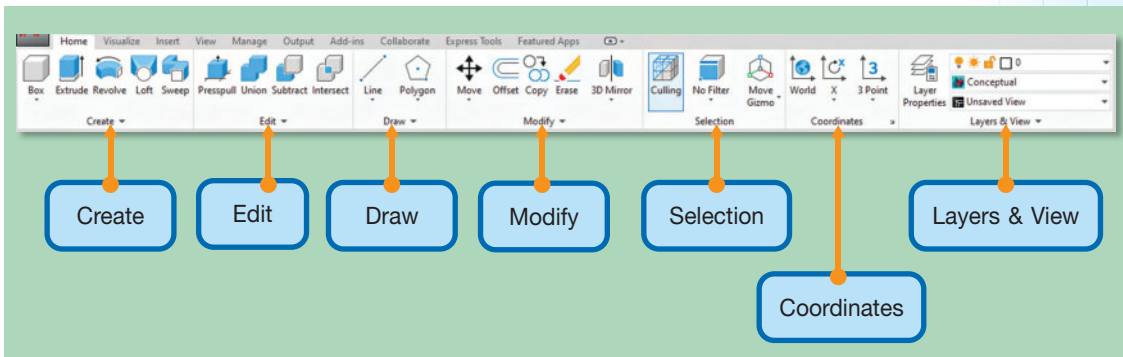 Home Visualize Insert View Manage Output Add-ins Collaborate Express Tools Featured Apps
Box Extrude Revolve Loft Sweep Presspull Union Subtract Intersect Line Polygon Move Offset Copy Erase 3D Mirror Culling No Filter Move Gizmo World X 3 Point Layer Properties
0
Conceptual
Unsaved View
Create Edit Draw Modify Selection Coordinates Layers & View
Create Edit Draw Modify Selection Layers & View
Coordinates